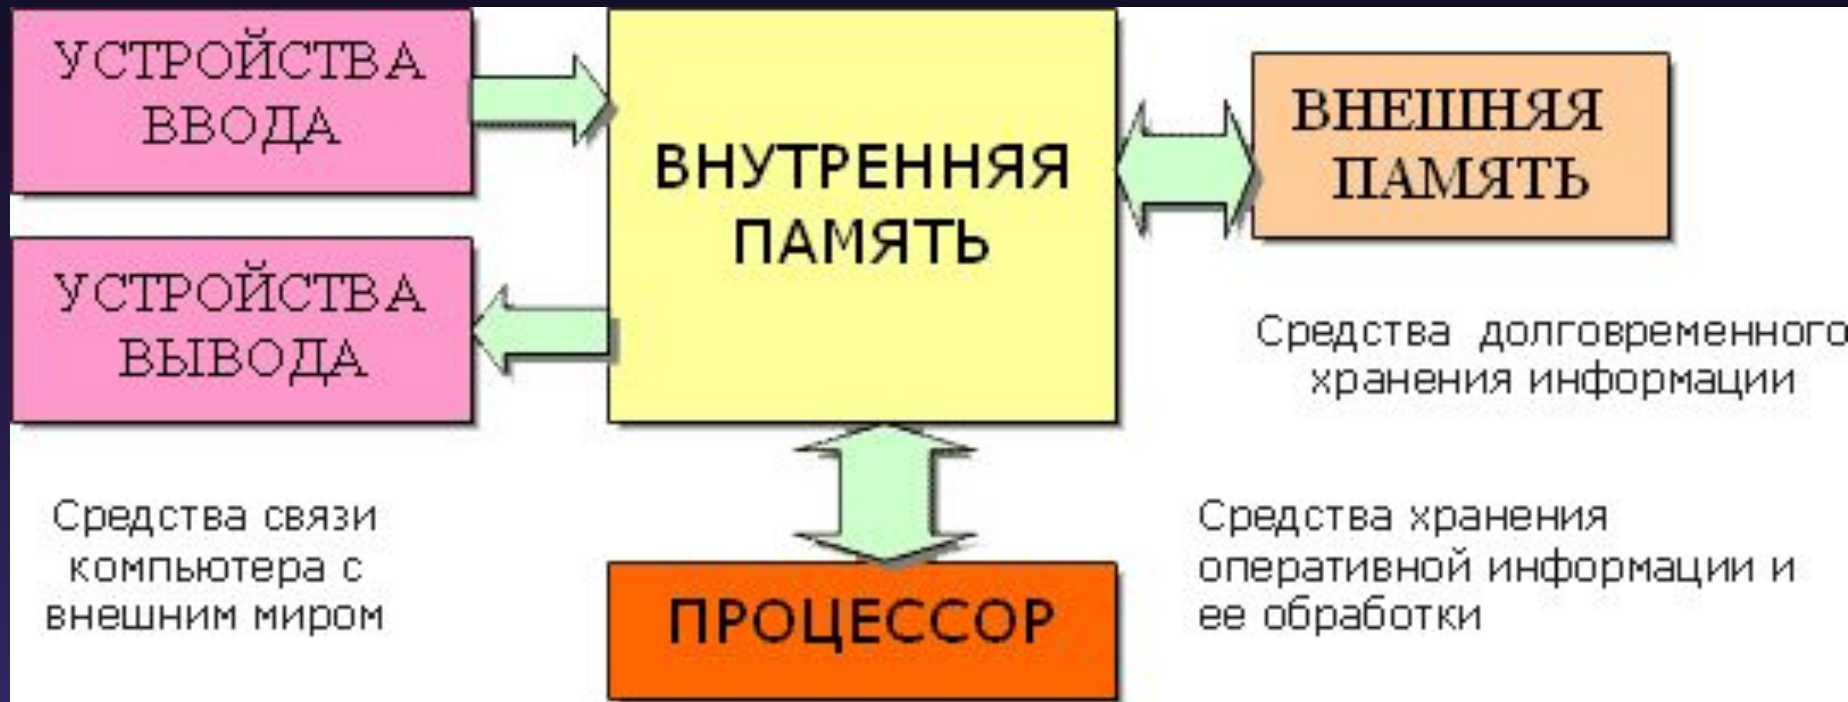 УСТРОЙСТВА
ВВОДА
ВНУТРЕННЯЯ
ПАМЯТЬ
ВНЕШНЯЯ
ПАМЯТЬ
УСТРОЙСТВА
ВЫВОДА
Средства долговременного
хранения информации
Средства связи
компьютера с
внешним миром
ПРОЦЕССОР
Средства хранения
оперативной информации и
ее обработки